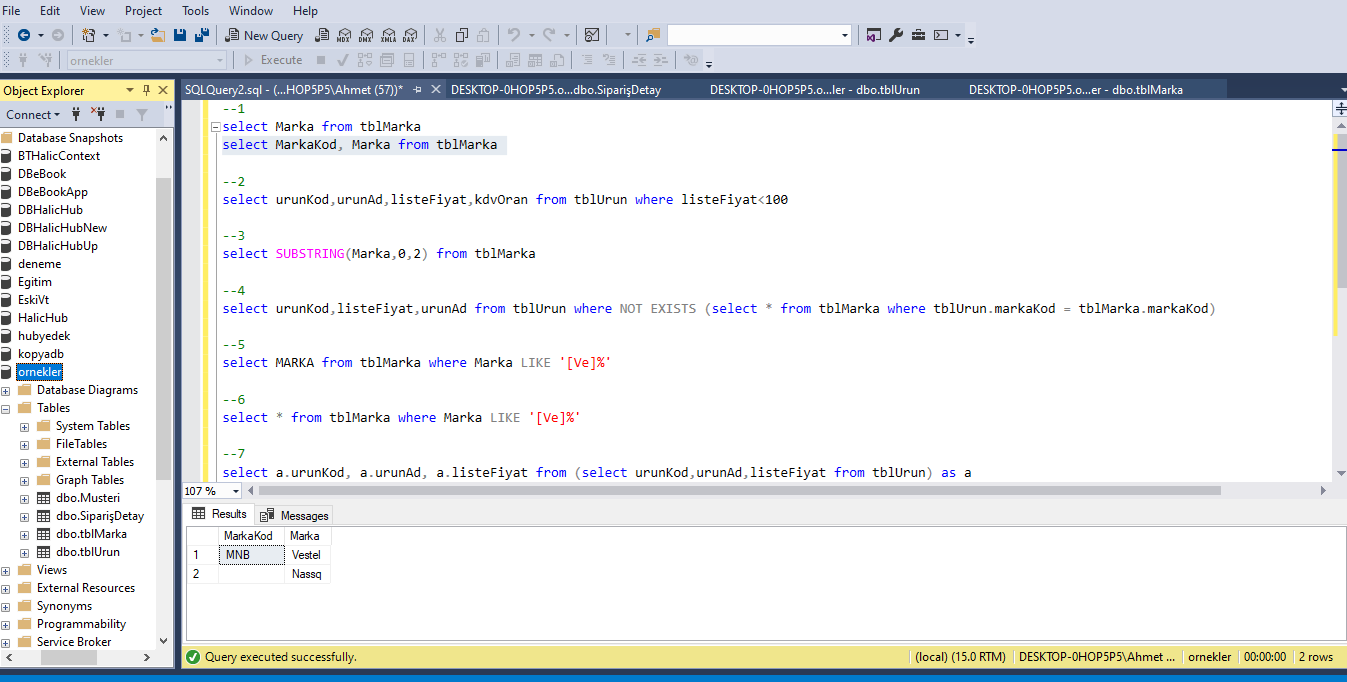 File Edit View Project Tools Window Help
New Query
MDX DMX XMLA DAX
ornekler Execute
Object Explorer
Connect
Database Snapshots
BTHalicContext
DBeBook
DBeBookApp
DBHalicHub
DBHalicHubNew
DBHalicHubUp
deneme
Egitim
EskiVt
HalicHub
hubyedek
kopyadb
ornekler
Database Diagrams
Tables
System Tables
FileTables
External Tables
Graph Tables
dbo.Musteri
dbo.SiparişDetay
dbo.tblMarka
dbo.tblUrun
Views
External Resources
Synonyms
Programmability
Service Broker
SQLQuery2.sql - (...HOP5P5\Ahmet (57))* DESKTOP-0HOP5P5.o...dbo.SiparişDetay DESKTOP-0HOP5P5.o...ler - dbo.tblUrun DESKTOP-0HOP5P5.o...er - dbo.tblMarka
--1
select Marka from tblMarka
select MarkaKod, Marka from tblMarka
--2
select urunKod,urunAd,listeFiyat,kdvOran from tblUrun where listeFiyat<100
--3
select SUBSTRING(Marka,0,2) from tblMarka
--4
select urunKod,listeFiyat,urunAd from tblUrun where NOT EXISTS (select * from tblMarka where tblUrun.markaKod = tblMarka.markaKod)
--5
select MARKA from tblMarka where Marka LIKE '[Ve]%'
--6
select * from tblMarka where Marka LIKE '[Ve]%'
--7
select a.urunKod, a.urunAd, a.listeFiyat from (select urunKod,urunAd,listeFiyat from tblUrun) as a
107 %
Results Messages
MarkaKod Marka
1 MNB Vestel
2 Nassq
Query executed successfully. (local) (15.0 RTM) DESKTOP-0HOP5P5\Ahmet ... ornekler 00:00:00 2 rows